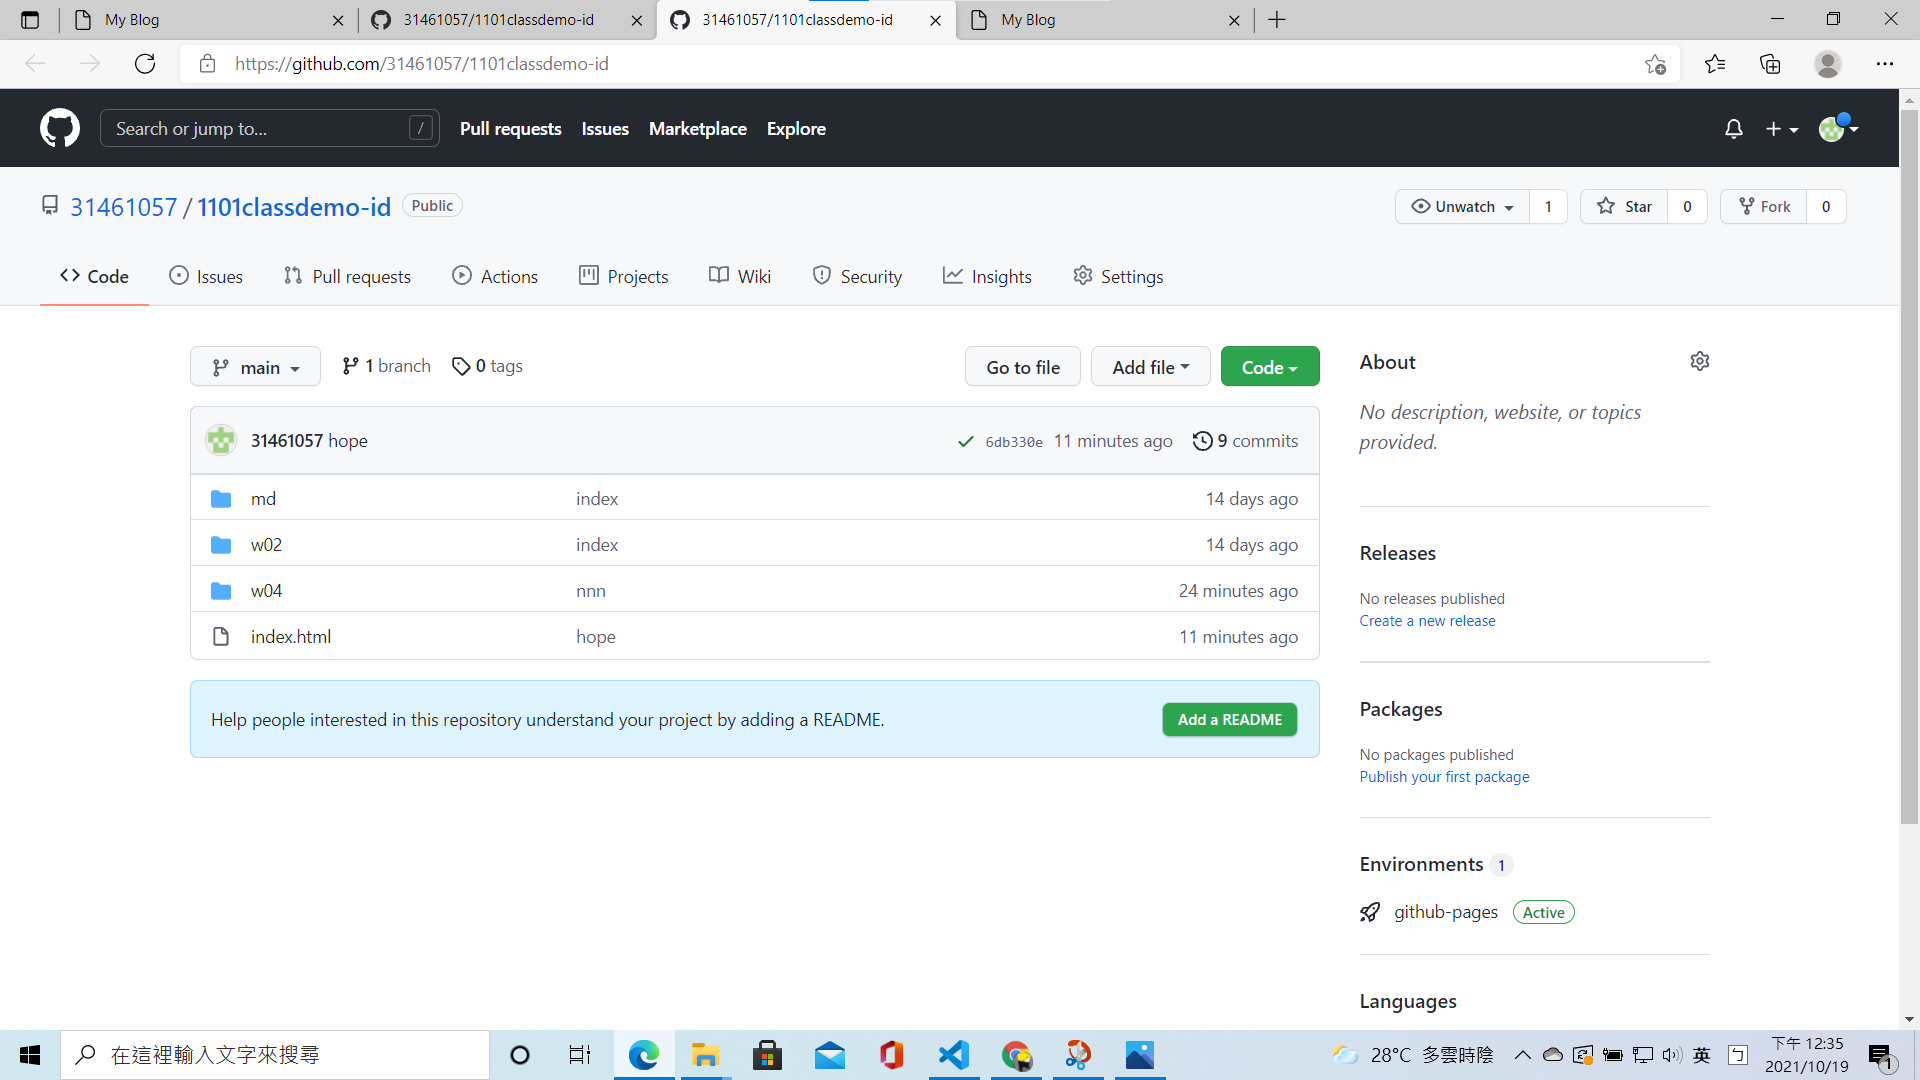 My Blog
31461057/1101classdemo-id
31461057/1101classdemo-id
My Blog
https://github.com/31461057/1101classdemo-id
Search or jump to...
/
Pull requests
Issues
Marketplace
Explore
31461057 / 1101classdemo-id
Public
Unwatch
1
Star
0
Fork
0
Code
Issues
Pull requests
Actions
Projects
Wiki
Security
Insights
Settings
main
1 branch
0 tags
Go to file
Add file
Code
31461057 hope
6db330e
11 minutes ago
9 commits
md
index
14 days ago
w02
index
14 days ago
w04
nnn
24 minutes ago
index.html
hope
11 minutes ago
Help people interested in this repository understand your project by adding a README.
Add a README
About
No description, website, or topics
provided.
Releases
No releases published
Create a new release
Packages
No packages published
Publish your first package
Environments 1
github-pages
Active
Languages
在這裡輸入文字來搜尋
28°C 多雲時陰
英
ㄅ
下午 12:35
2021/10/19
1